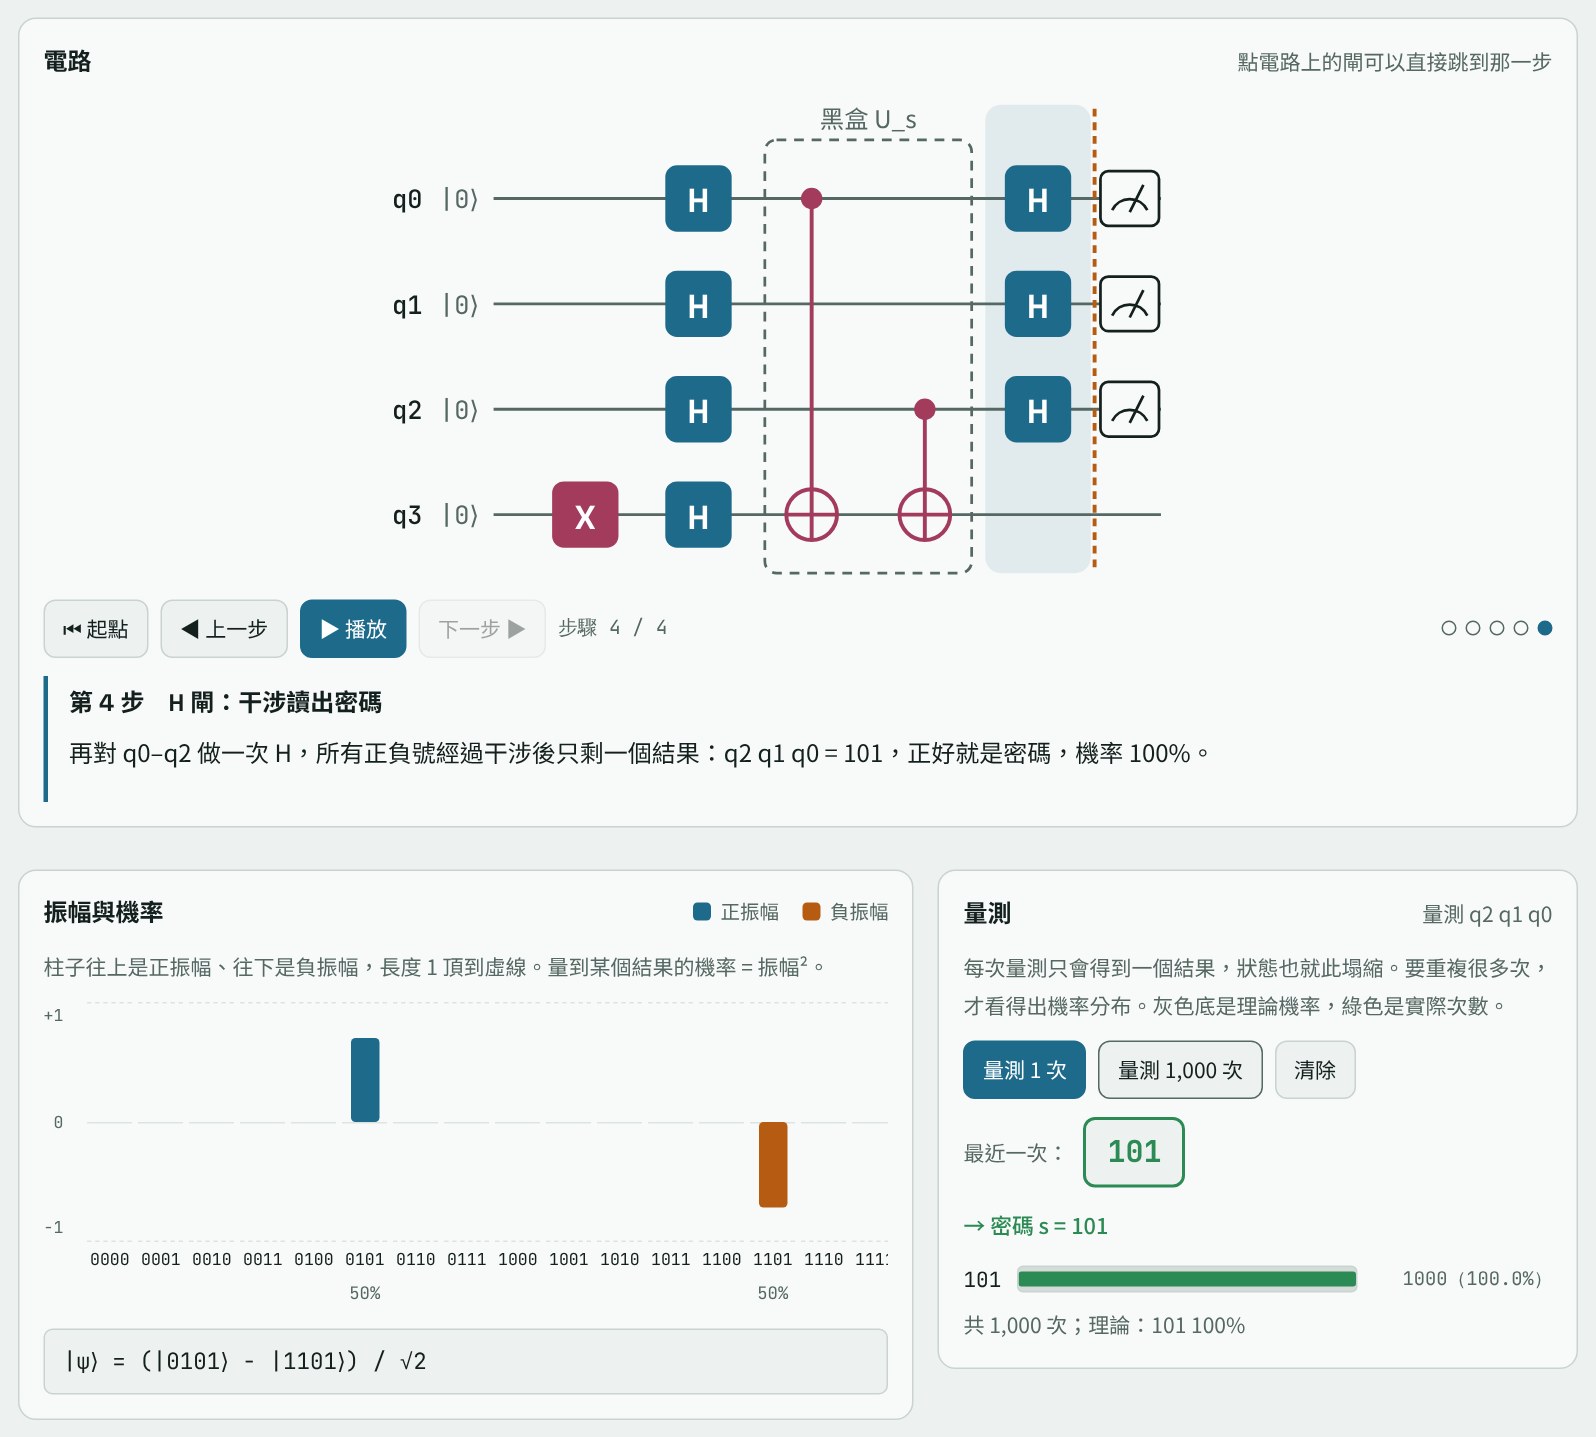 電路
點電路上的閘可以直接跳到那一步
黑盒 U_s
q0 |0⟩ H H
q1 |0⟩ H H
q2 |0⟩ H H
q3 |0⟩ X H
⏮ 起點 ◀ 上一步 ▶ 播放 下一步 ▶ 步驟 4 / 4
第 4 步 H 閘：干涉讀出密碼
再對 q0–q2 做一次 H，所有正負號經過干涉後只剩一個結果：q2 q1 q0 = 101，正好就是密碼，機率 100%。
振幅與機率
正振幅 負振幅
柱子往上是正振幅、往下是負振幅，長度 1 頂到虛線。量到某個結果的機率 = 振幅²。
+1
0
-1
0000 0001 0010 0011 0100 0101 0110 0111 1000 1001 1010 1011 1100 1101 1110 1111
50% 50%
|ψ⟩ = (|0101⟩ - |1101⟩) / √2
量測
量測 q2 q1 q0
每次量測只會得到一個結果，狀態也就此塌縮。要重複很多次，
才看得出機率分布。灰色底是理論機率，綠色是實際次數。
量測 1 次 量測 1,000 次 清除
最近一次： 101
→ 密碼 s = 101
101 1000 (100.0%)
共 1,000 次；理論：101 100%